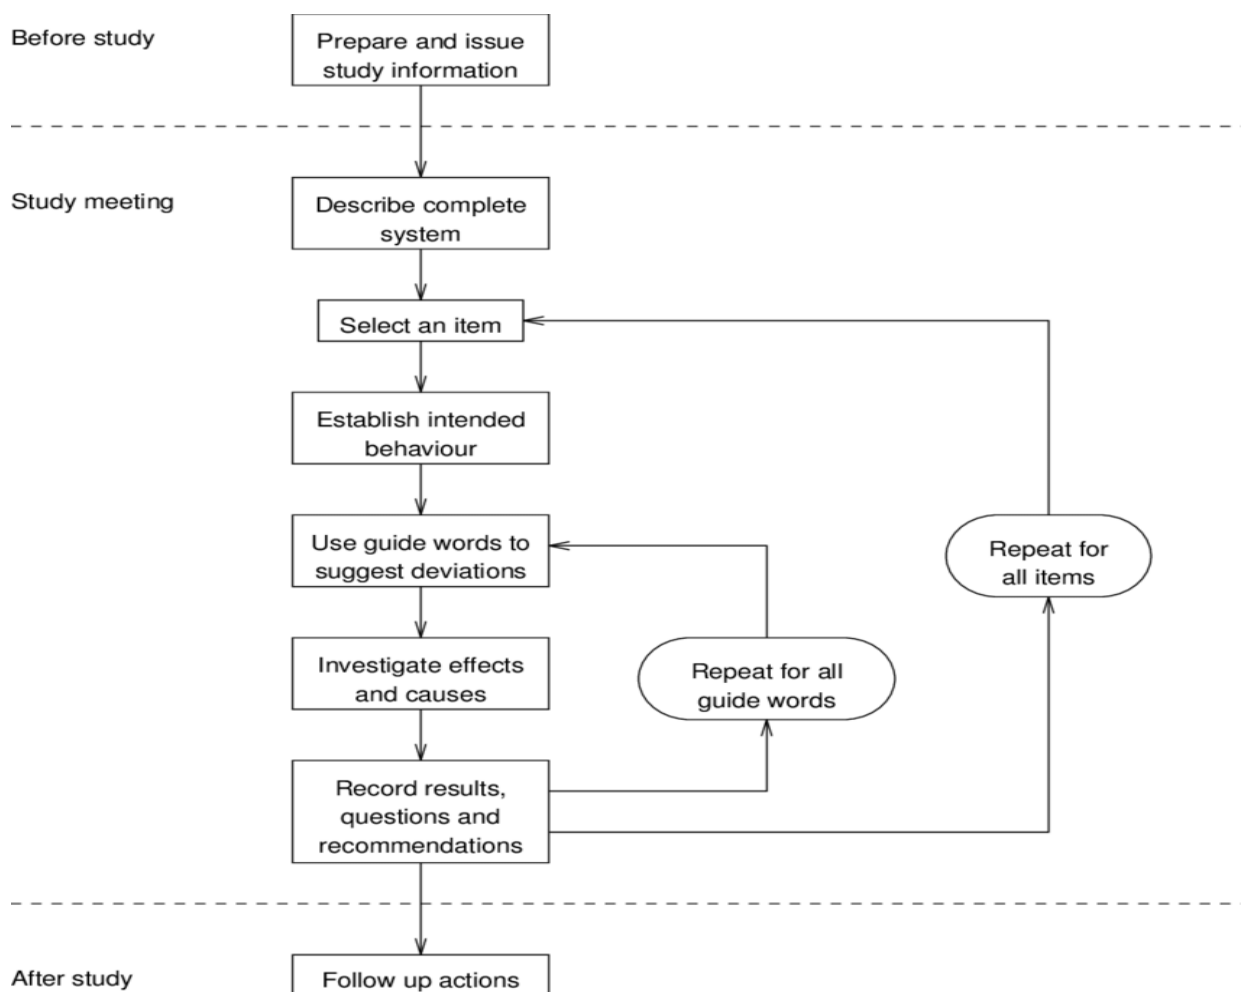 Before study
Prepare and issue
study information
Study meeting
Describe complete
system
Select an item
Establish intended
behaviour
Use guide words to
suggest deviations
Repeat for
all items
Investigate effects
and causes
Repeat for all
guide words
Record results,
questions and
recommendations
After study
Follow up actions